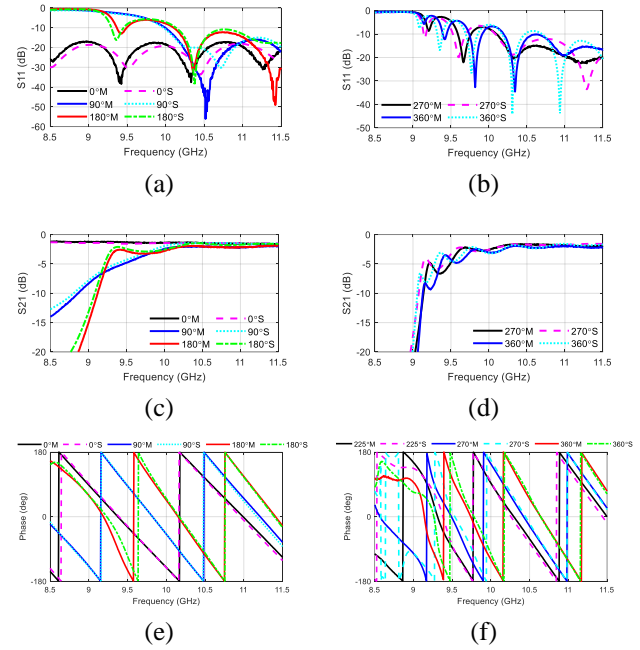 0
-10
-20
-30
-40
-50
-60
S11 (dB)
0°M 0°S
90°M 90°S
180°M 180°S
8.5 9 9.5 10 10.5 11 11.5
Frequency (GHz)
(a)
0
-10
-20
-30
-40
-50
S11 (dB)
270°M 270°S
360°M 360°S
8.5 9 9.5 10 10.5 11 11.5
Frequency (GHz)
(b)
0
-5
-10
-15
-20
S21 (dB)
0°M 0°S
90°M 90°S
180°M 180°S
8.5 9 9.5 10 10.5 11 11.5
Frequency (GHz)
(c)
0
-5
-10
-15
-20
S21 (dB)
270°M 270°S
360°M 360°S
8.5 9 9.5 10 10.5 11 11.5
Frequency (GHz)
(d)
0°M 0°S 90°M 90°S 180°M 180°S
180
0
-180
Phase (deg)
8.5 9 9.5 10 10.5 11 11.5
Frequency (GHz)
(e)
225°M 225°S 270°M 270°S 360°M 360°S
180
0
-180
Phase (deg)
8.5 9 9.5 10 10.5 11 11.5
Frequency (GHz)
(f)